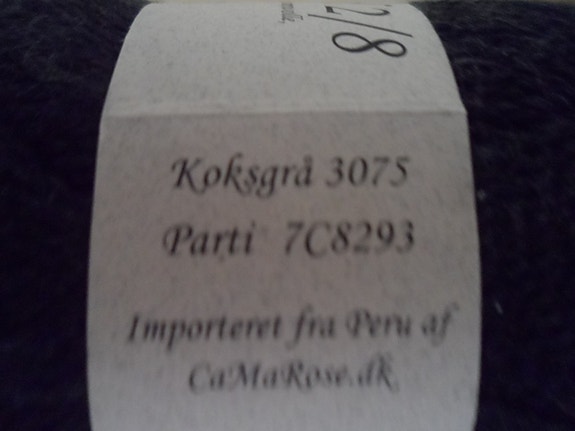 2/8
Koksgrå 3075
Parti 7C8293
Importeret fra Peru af
CaMaRose.dk